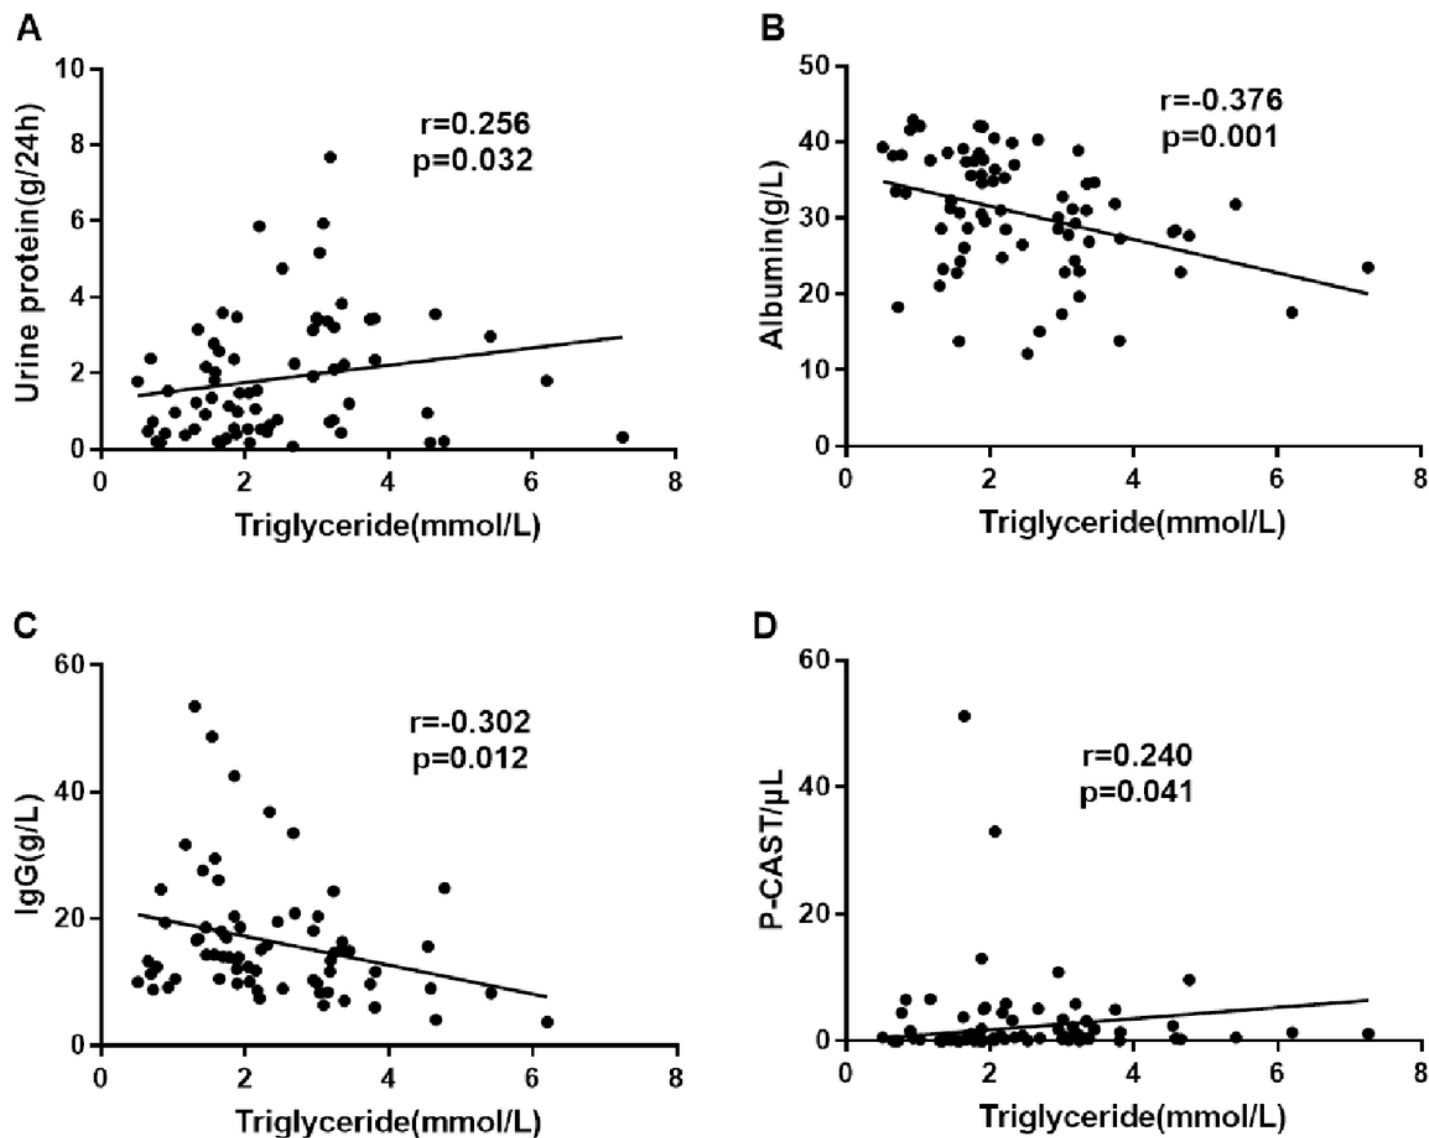 A
Urine protein(g/24h)
10
8
6
4
2
0
r=0.256
p=0.032
0 2 4 6 8
Triglyceride(mmol/L)
B
Albumin(g/L)
50
40
30
20
10
0
r=-0.376
p=0.001
0 2 4 6 8
Triglyceride(mmol/L)
C
IgG(g/L)
60
40
20
0
r=-0.302
p=0.012
0 2 4 6 8
Triglyceride(mmol/L)
D
P-CAST/μL
60
40
20
0
r=0.240
p=0.041
0 2 4 6 8
Triglyceride(mmol/L)